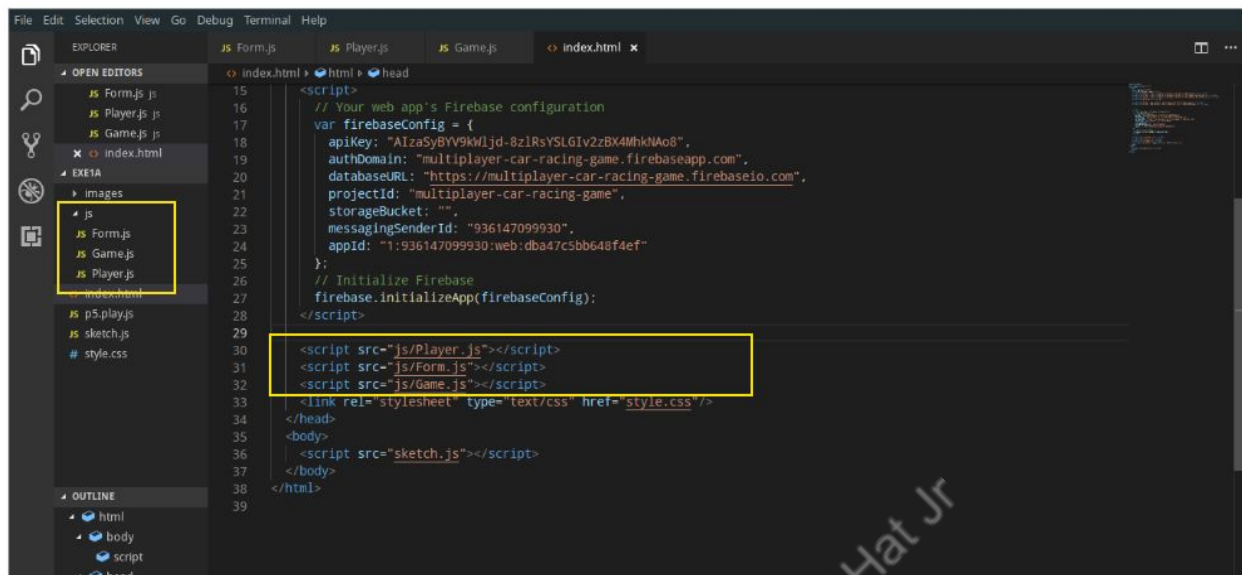 File Edit Selection View Go Debug Terminal Help
EXPLORER
OPEN EDITORS
JS Form.js js
JS Player.js js
JS Game.js js
index.html
EXE1A
images
js
JS Form.js
JS Game.js
JS Player.js
index.html
JS p5.play.js
JS sketch.js
# style.css
OUTLINE
html
body
script
JS Form.js JS Player.js JS Game.js <> index.html
<> index.html html head
15 <script>
16 // Your web app's Firebase configuration
17 var firebaseConfig = {
18 apiKey: "AIzaSyBYV9kWljd-8zlRsYSLGIv2zBX4MhkNAo8",
19 authDomain: "multiplayer-car-racing-game.firebaseapp.com",
20 databaseURL: "https://multiplayer-car-racing-game.firebaseio.com",
21 projectId: "multiplayer-car-racing-game",
22 storageBucket: "",
23 messagingSenderId: "936147099930",
24 appId: "1:936147099930:web:dba47c5bb648f4ef"
25 };
26 // Initialize Firebase
27 firebase.initializeApp(firebaseConfig);
28 </script>
29
30 <script src="js/Player.js"></script>
31 <script src="js/Form.js"></script>
32 <script src="js/Game.js"></script>
33 <link rel="stylesheet" type="text/css" href="style.css"/>
34 </head>
35 <body>
36 <script src="sketch.js"></script>
37 </body>
38 </html>
39
Hat Jr